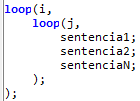 loop(i,
loop(j,
sentencia1;
sentencia2;
sentenciaN;
);
);